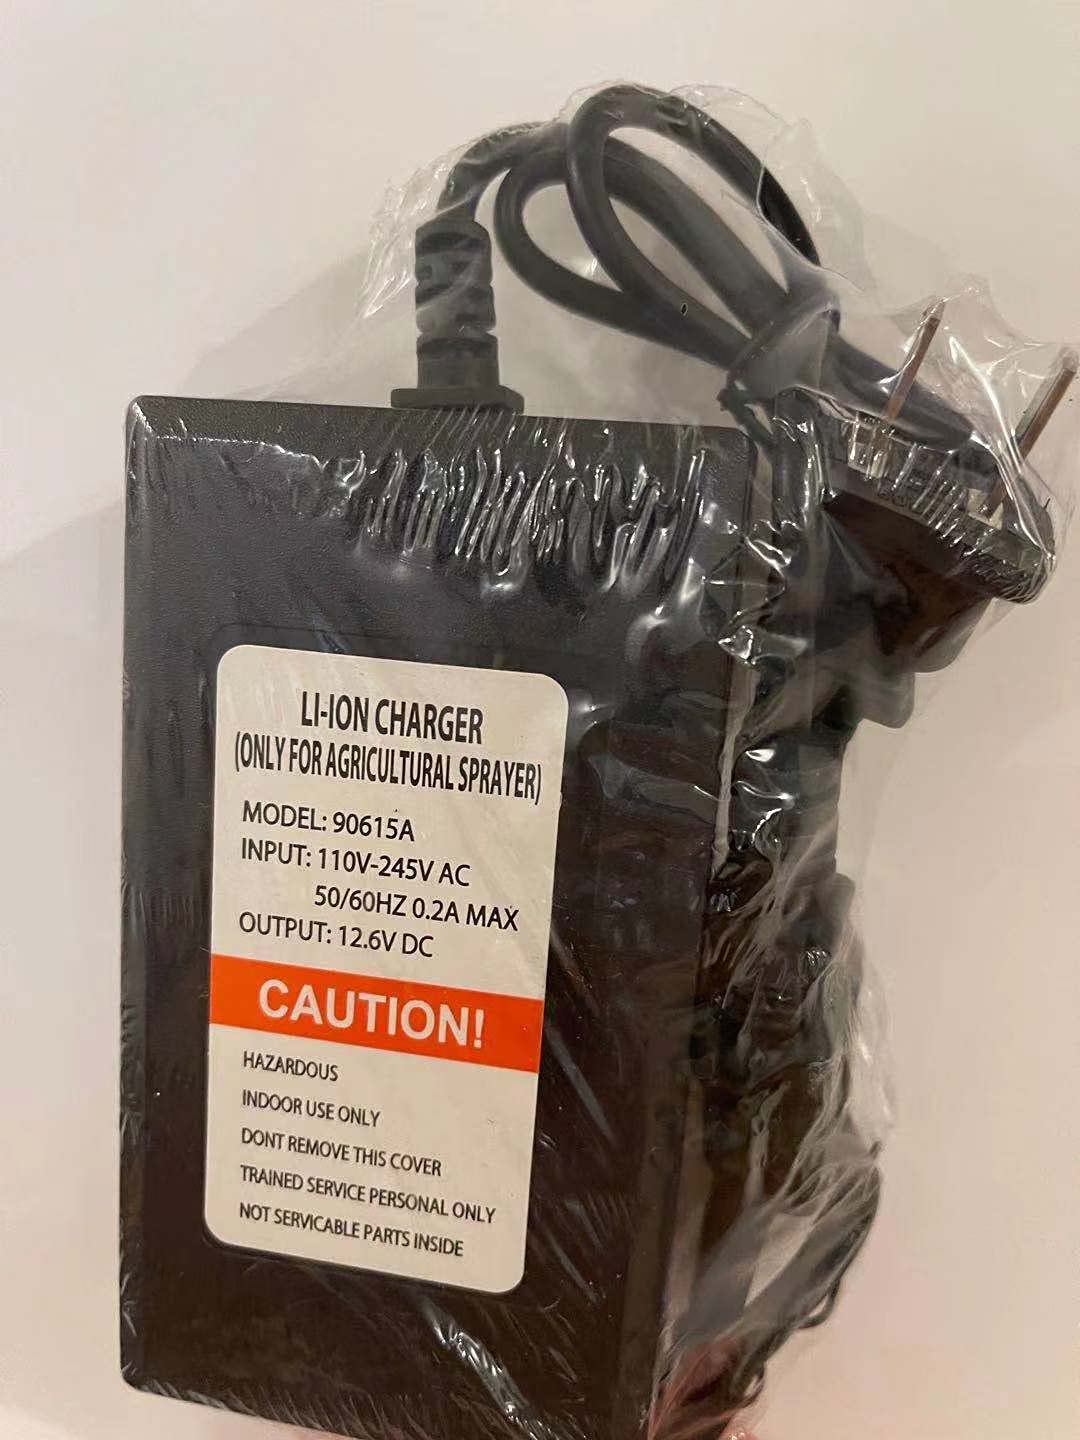 LI-ION CHARGER
(ONLY FOR AGRICULTURAL SPRAYER)
MODEL: 90615A
INPUT: 110V-245V AC
50/60HZ 0.2A MAX
OUTPUT: 12.6V DC
CAUTION!
HAZARDOUS
INDOOR USE ONLY
DONT REMOVE THIS COVER
TRAINED SERVICE PERSONAL ONLY
NOT SERVICABLE PARTS INSIDE